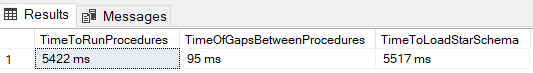 Results Messages
TimeToRunProcedures TimeOfGapsBetweenProcedures TimeToLoadStarSchema
1 5422 ms 95 ms 5517 ms